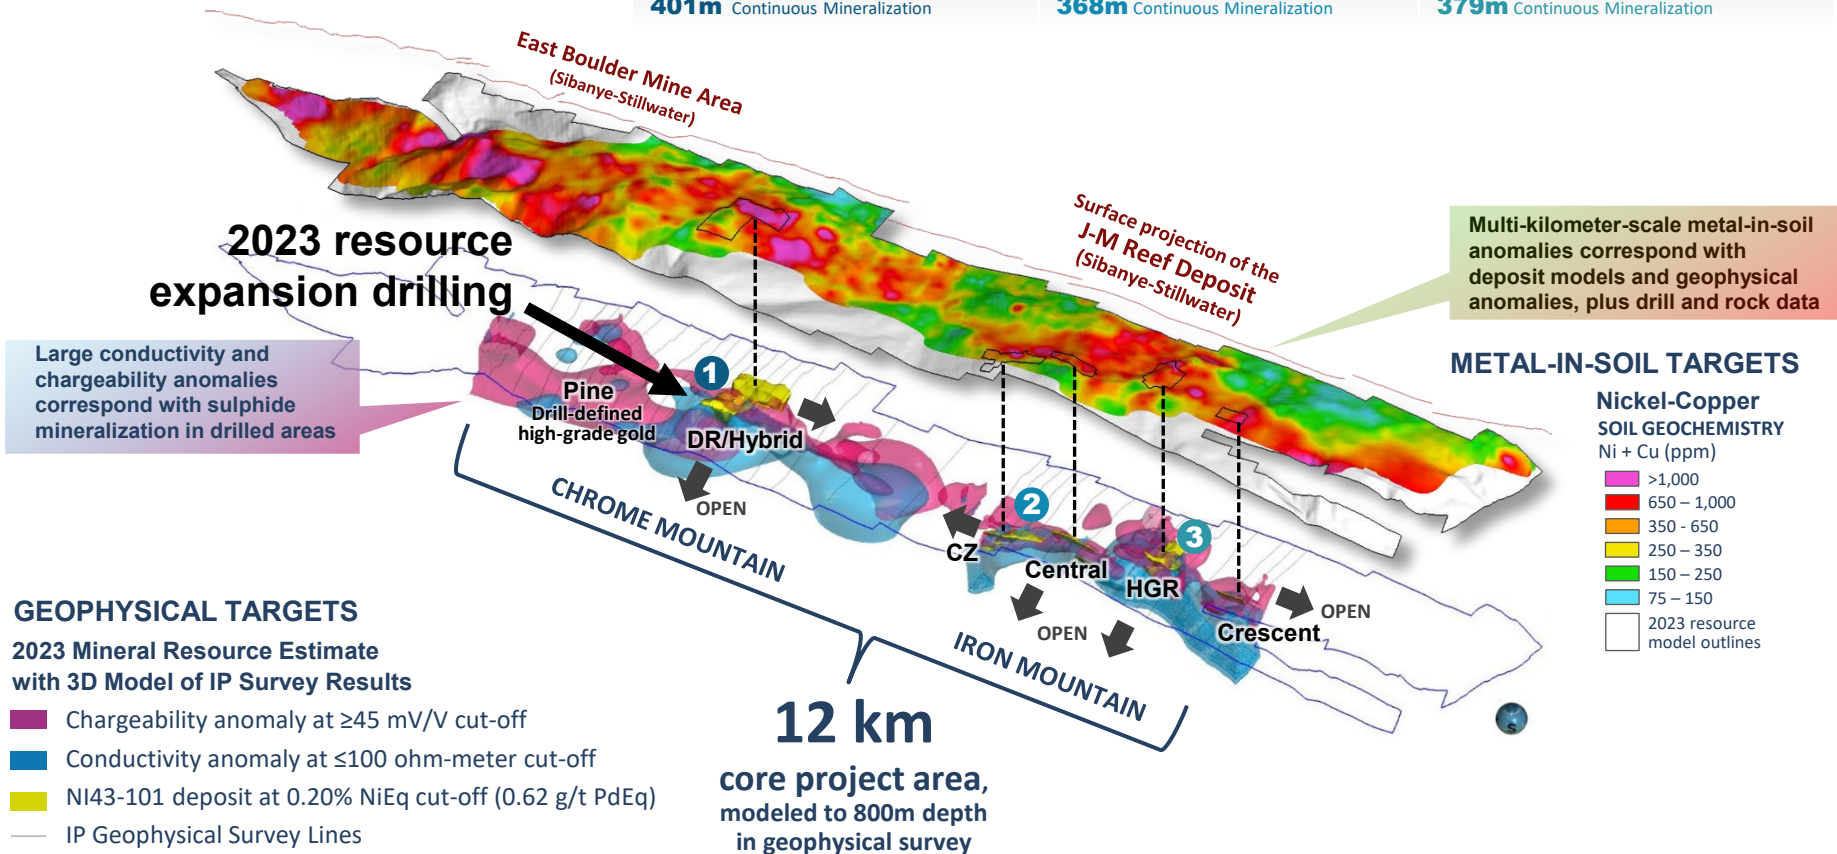 401m Continuous Mineralization
368m Continuous Mineralization
379m Continuous Mineralization
East Boulder Mine Area
(Sibanye-Stillwater)
Surface projection of the
J-M Reef Deposit
(Sibanye-Stillwater)
Multi-kilometer-scale metal-in-soil
anomalies correspond with
deposit models and geophysical
anomalies, plus drill and rock data
2023 resource
expansion drilling
Large conductivity and
chargeability anomalies
correspond with sulphide
mineralization in drilled areas
METAL-IN-SOIL TARGETS
Nickel-Copper
SOIL GEOCHEMISTRY
Ni + Cu (ppm)
>1,000
650 – 1,000
350 - 650
250 – 350
150 – 250
75 – 150
2023 resource
model outlines
1
Pine
Drill-defined
high-grade gold
DR/Hybrid
OPEN
CHROME MOUNTAIN
2
CZ
Central
3
HGR
OPEN
Crescent
OPEN
IRON MOUNTAIN
12 km
core project area,
modeled to 800m depth
in geophysical survey
S
GEOPHYSICAL TARGETS
2023 Mineral Resource Estimate
with 3D Model of IP Survey Results
Chargeability anomaly at ≥45 mV/V cut-off
Conductivity anomaly at ≤100 ohm-meter cut-off
NI43-101 deposit at 0.20% NiEq cut-off (0.62 g/t PdEq)
IP Geophysical Survey Lines